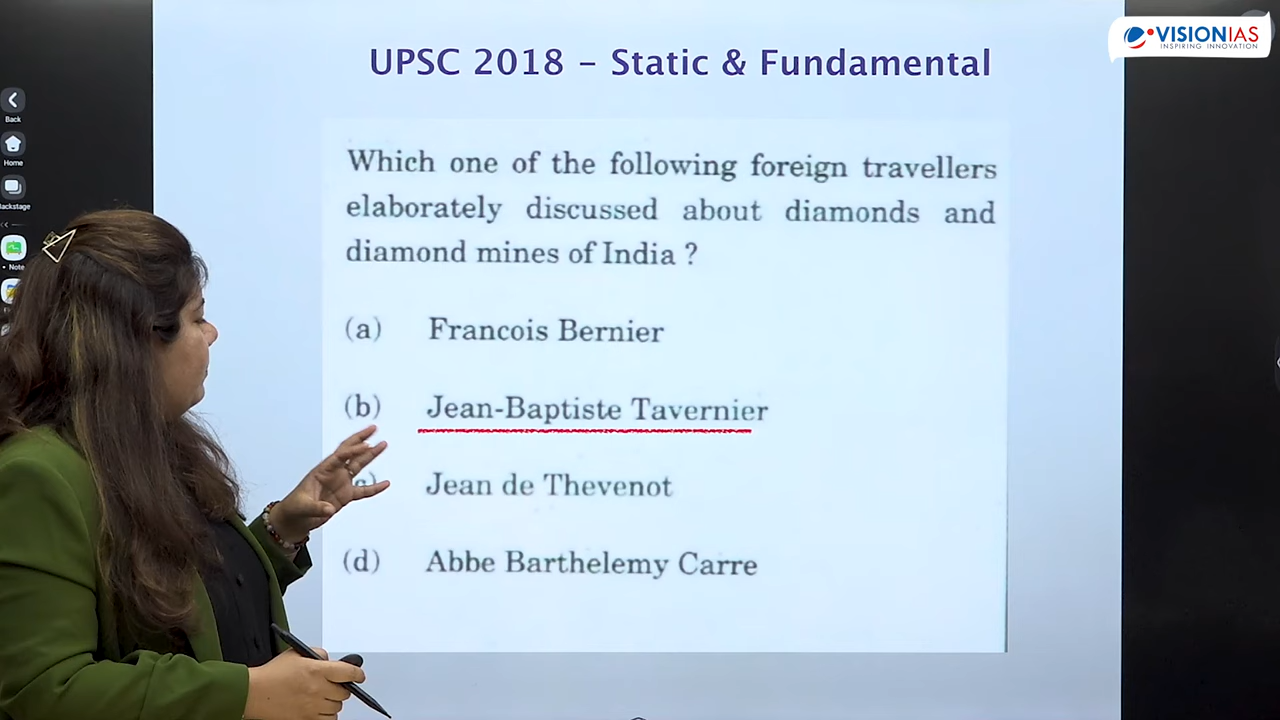 VISIONIAS
INSPIRING INNOVATION
UPSC 2018 – Static & Fundamental
Back
Home
Backstage
Note
Which one of the following foreign travellers
elaborately discussed about diamonds and
diamond mines of India ?
(a) Francois Bernier
(b) Jean-Baptiste Tavernier
Jean de Thevenot
(d) Abbe Barthelemy Carre